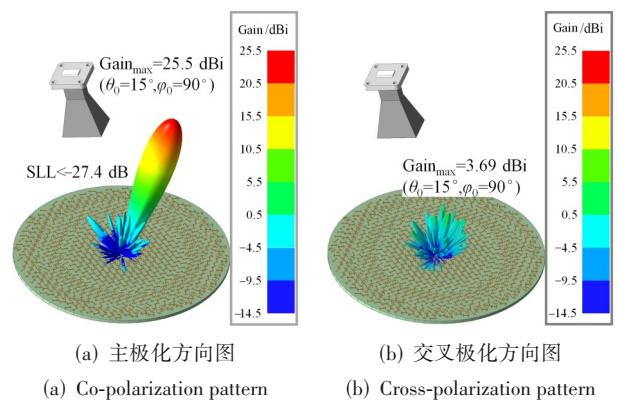 Gain_max=25.5 dBi
(θ₀=15°,φ₀=90°)
SLL<-27.4 dB
Gain/dBi
25.5
20.5
15.5
10.5
5.5
0.5
-4.5
-9.5
-14.5
(a) 主极化方向图
(a) Co-polarization pattern
Gain_max=3.69 dBi
(θ₀=15°,φ₀=90°)
Gain/dBi
25.5
20.5
15.5
10.5
5.5
0.5
-4.5
-9.5
-14.5
(b) 交叉极化方向图
(b) Cross-polarization pattern